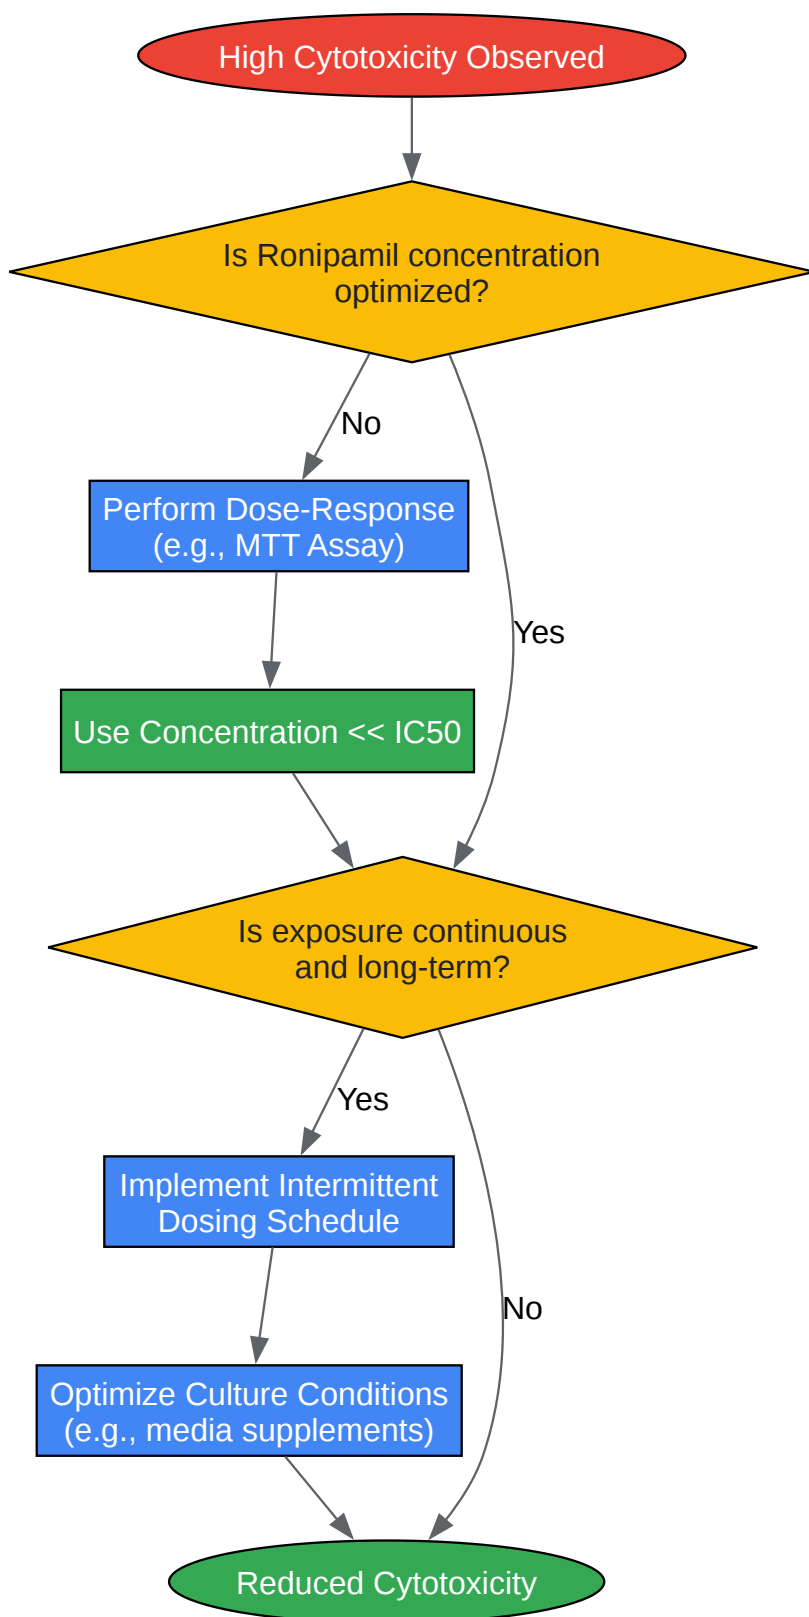 High Cytotoxicity Observed
Is Ronipamil concentration
optimized?
No
Perform Dose-Response
(e.g., MTT Assay)
Yes
Use Concentration << IC50
Is exposure continuous
and long-term?
Yes
Implement Intermittent
Dosing Schedule
No
Optimize Culture Conditions
(e.g., media supplements)
Reduced Cytotoxicity